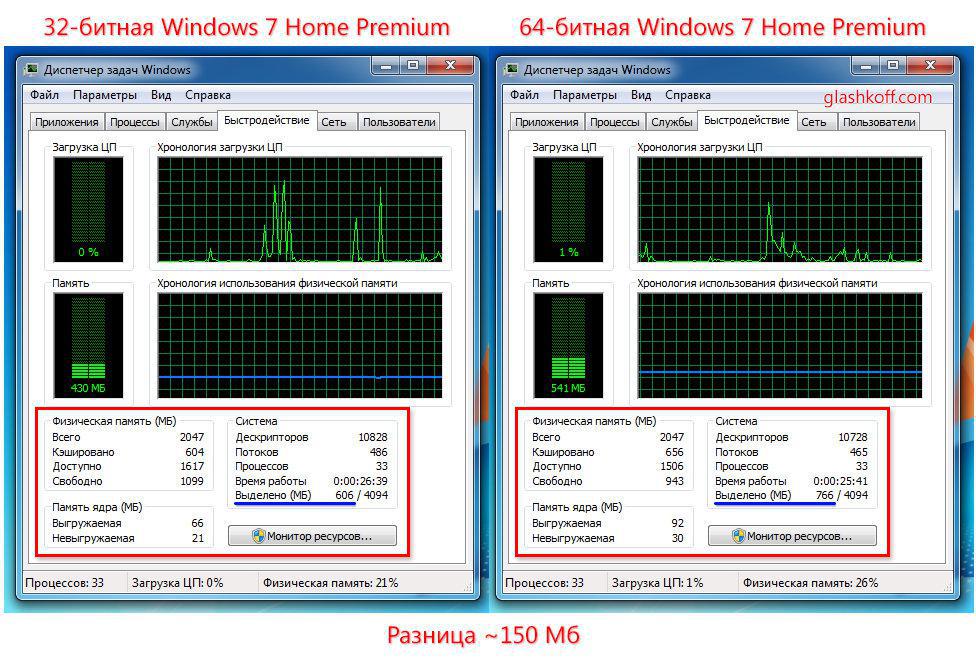 32-битная Windows 7 Home Premium
64-битная Windows 7 Home Premium
Диспетчер задач Windows
Файл Параметры Вид Справка
Приложения Процессы Службы Быстродействие Сеть Пользователи
Загрузка ЦП
Хронология загрузки ЦП
0 %
Память
Хронология использования физической памяти
430 МБ
Физическая память (МБ)
Всего 2047
Кэшировано 604
Доступно 1617
Свободно 1099
Память ядра (МБ)
Выгружаемая 66
Невыгружаемая 21
Система
Дескрипторов 10828
Потоков 486
Процессов 33
Время работы 0:00:26:39
Выделено (МБ) 606 / 4094
Монитор ресурсов...
Процессов: 33 Загрузка ЦП: 0% Физическая память: 21%
Диспетчер задач Windows
Файл Параметры Вид Справка
glashkoff.com
Приложения Процессы Службы Быстродействие Сеть Пользователи
Загрузка ЦП
Хронология загрузки ЦП
1 %
Память
Хронология использования физической памяти
541 МБ
Физическая память (МБ)
Всего 2047
Кэшировано 656
Доступно 1506
Свободно 943
Память ядра (МБ)
Выгружаемая 92
Невыгружаемая 30
Система
Дескрипторов 10728
Потоков 465
Процессов 33
Время работы 0:00:25:41
Выделено (МБ) 766 / 4094
Монитор ресурсов...
Процессов: 33 Загрузка ЦП: 1% Физическая память: 26%
Разница ~150 Мб